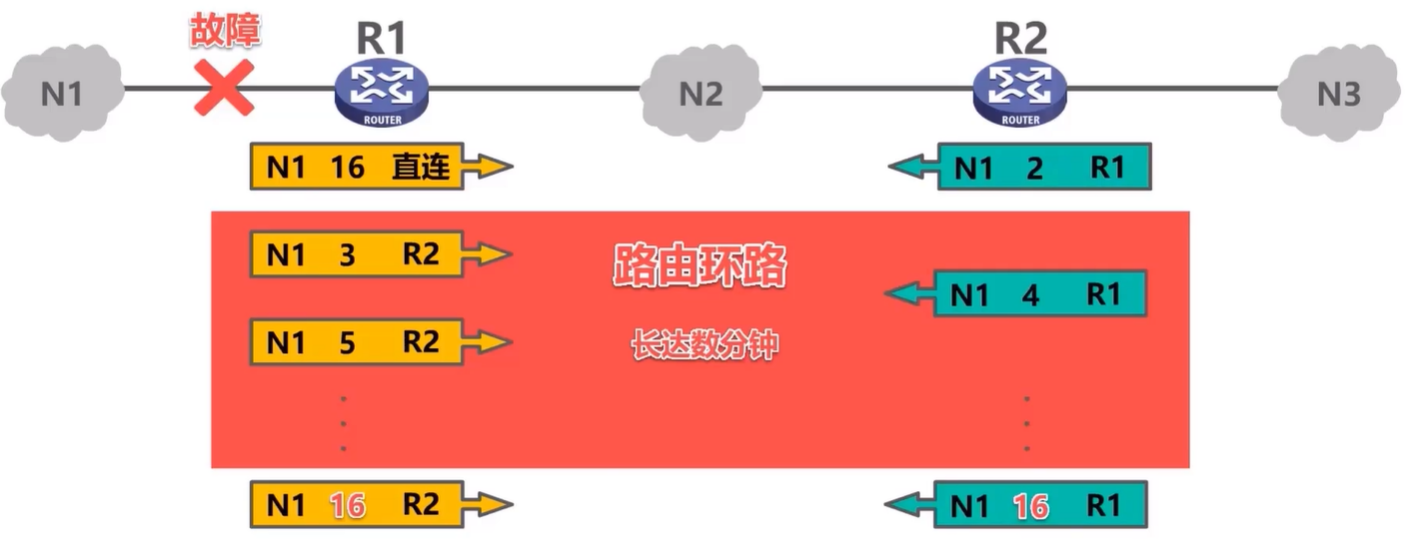 故障
R1
R2
N1
N2
N3
ROUTER
ROUTER
N1 16 直连
N1 2 R1
N1 3 R2
路由环路
N1 4 R1
N1 5 R2
长达数分钟
N1 16 R2
N1 16 R1